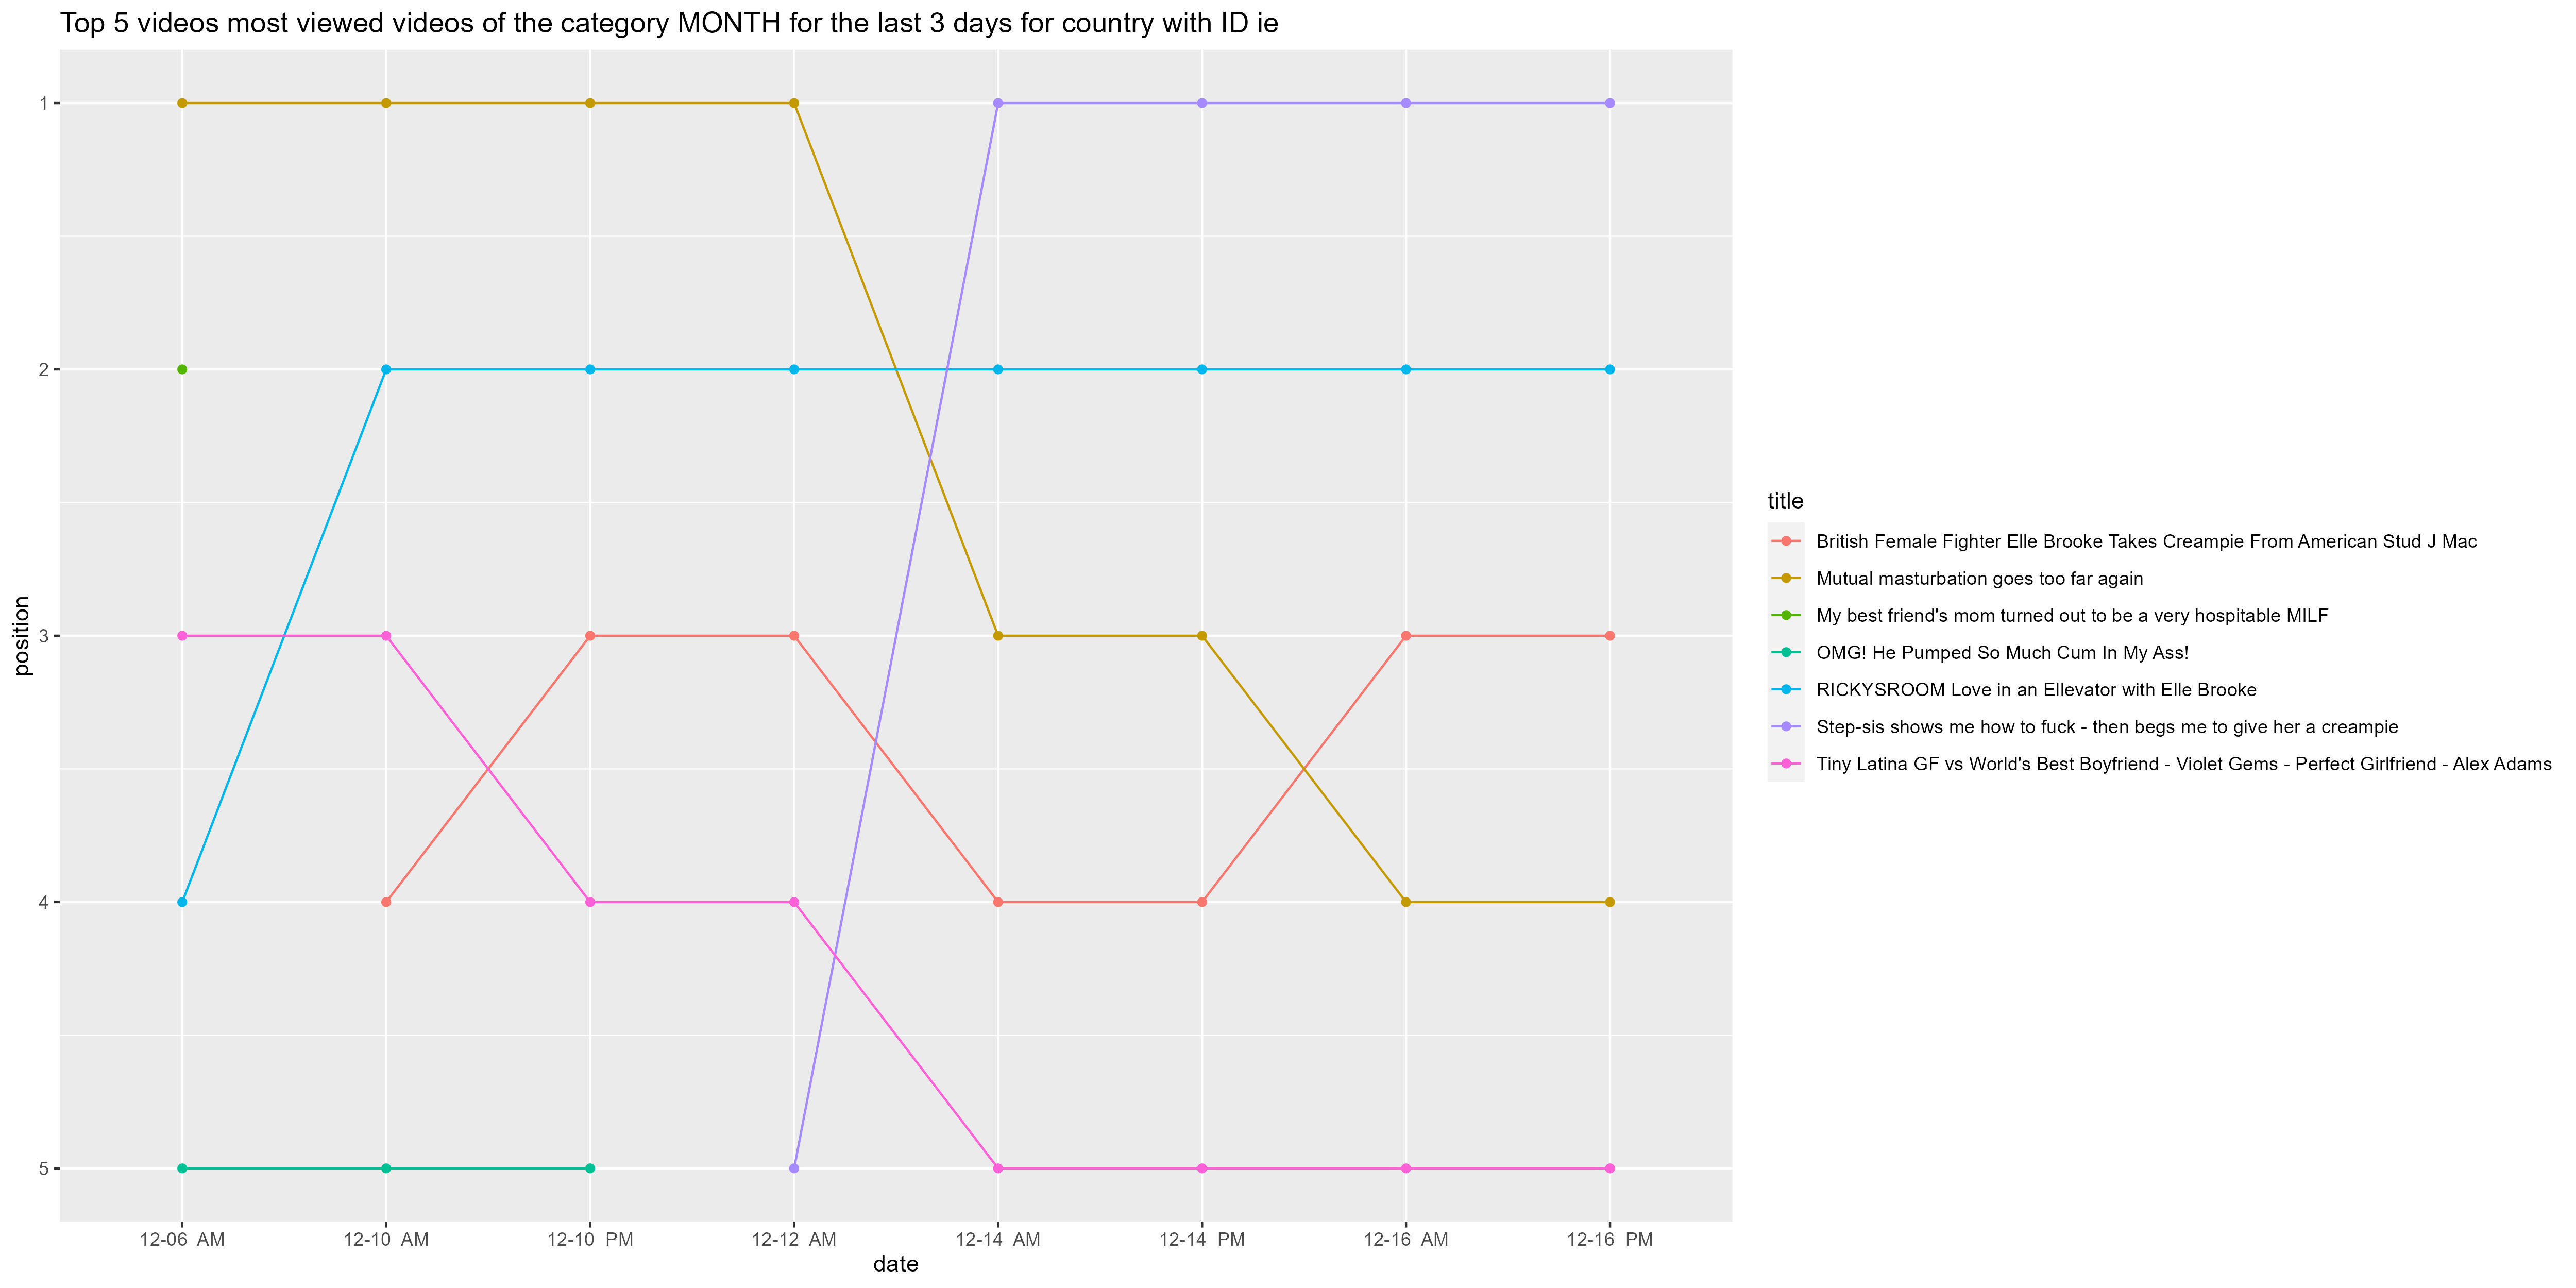 Top 5 videos most viewed videos of the category MONTH for the last 3 days for country with ID ie
1
2
3
4
5
position
12-06 AM
12-10 AM
12-10 PM
12-12 AM
12-14 AM
12-14 PM
12-16 AM
12-16 PM
date
title
British Female Fighter Elle Brooke Takes Creampie From American Stud J Mac
Mutual masturbation goes too far again
My best friend's mom turned out to be a very hospitable MILF
OMG! He Pumped So Much Cum In My Ass!
RICKYSROOM Love in an Ellevator with Elle Brooke
Step-sis shows me how to fuck - then begs me to give her a creampie
Tiny Latina GF vs World's Best Boyfriend - Violet Gems - Perfect Girlfriend - Alex Adams